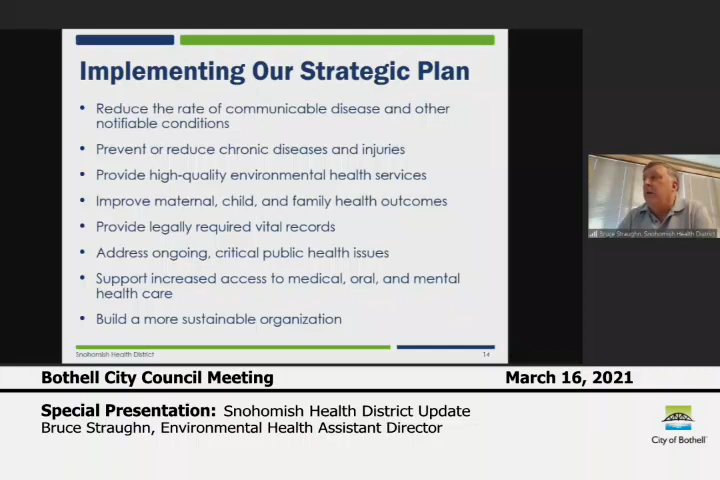 Implementing Our Strategic Plan
• Reduce the rate of communicable disease and other
notifiable conditions
• Prevent or reduce chronic diseases and injuries
• Provide high-quality environmental health services
• Improve maternal, child, and family health outcomes
• Provide legally required vital records
• Address ongoing, critical public health issues
• Support increased access to medical, oral, and mental
health care
• Build a more sustainable organization
Snohomish Health District
14
Bruce Straughn, Snohomish Health District
Bothell City Council Meeting
March 16, 2021
Special Presentation: Snohomish Health District Update
Bruce Straughn, Environmental Health Assistant Director
City of Bothell